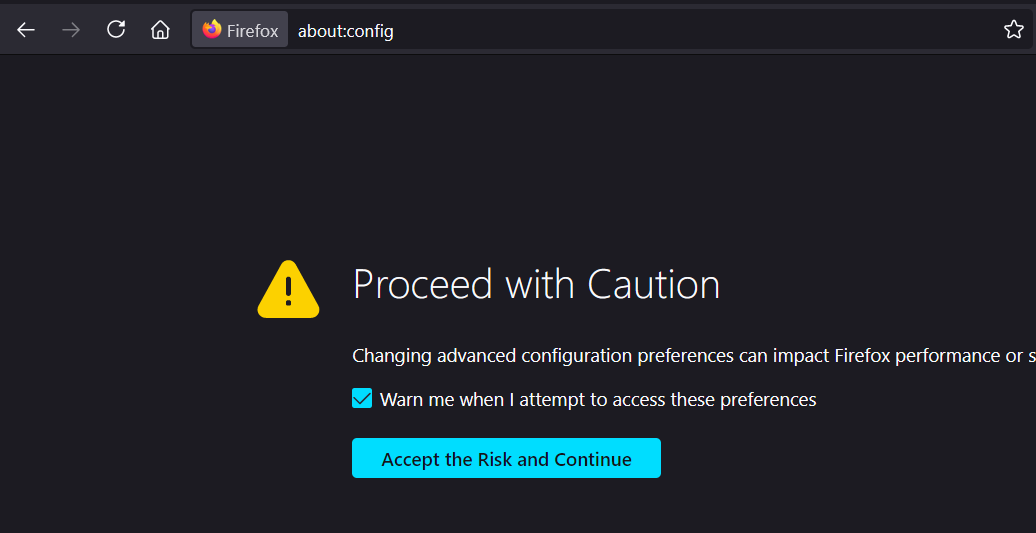 Firefox about:config
Proceed with Caution
Changing advanced configuration preferences can impact Firefox performance or s
Warn me when I attempt to access these preferences
Accept the Risk and Continue